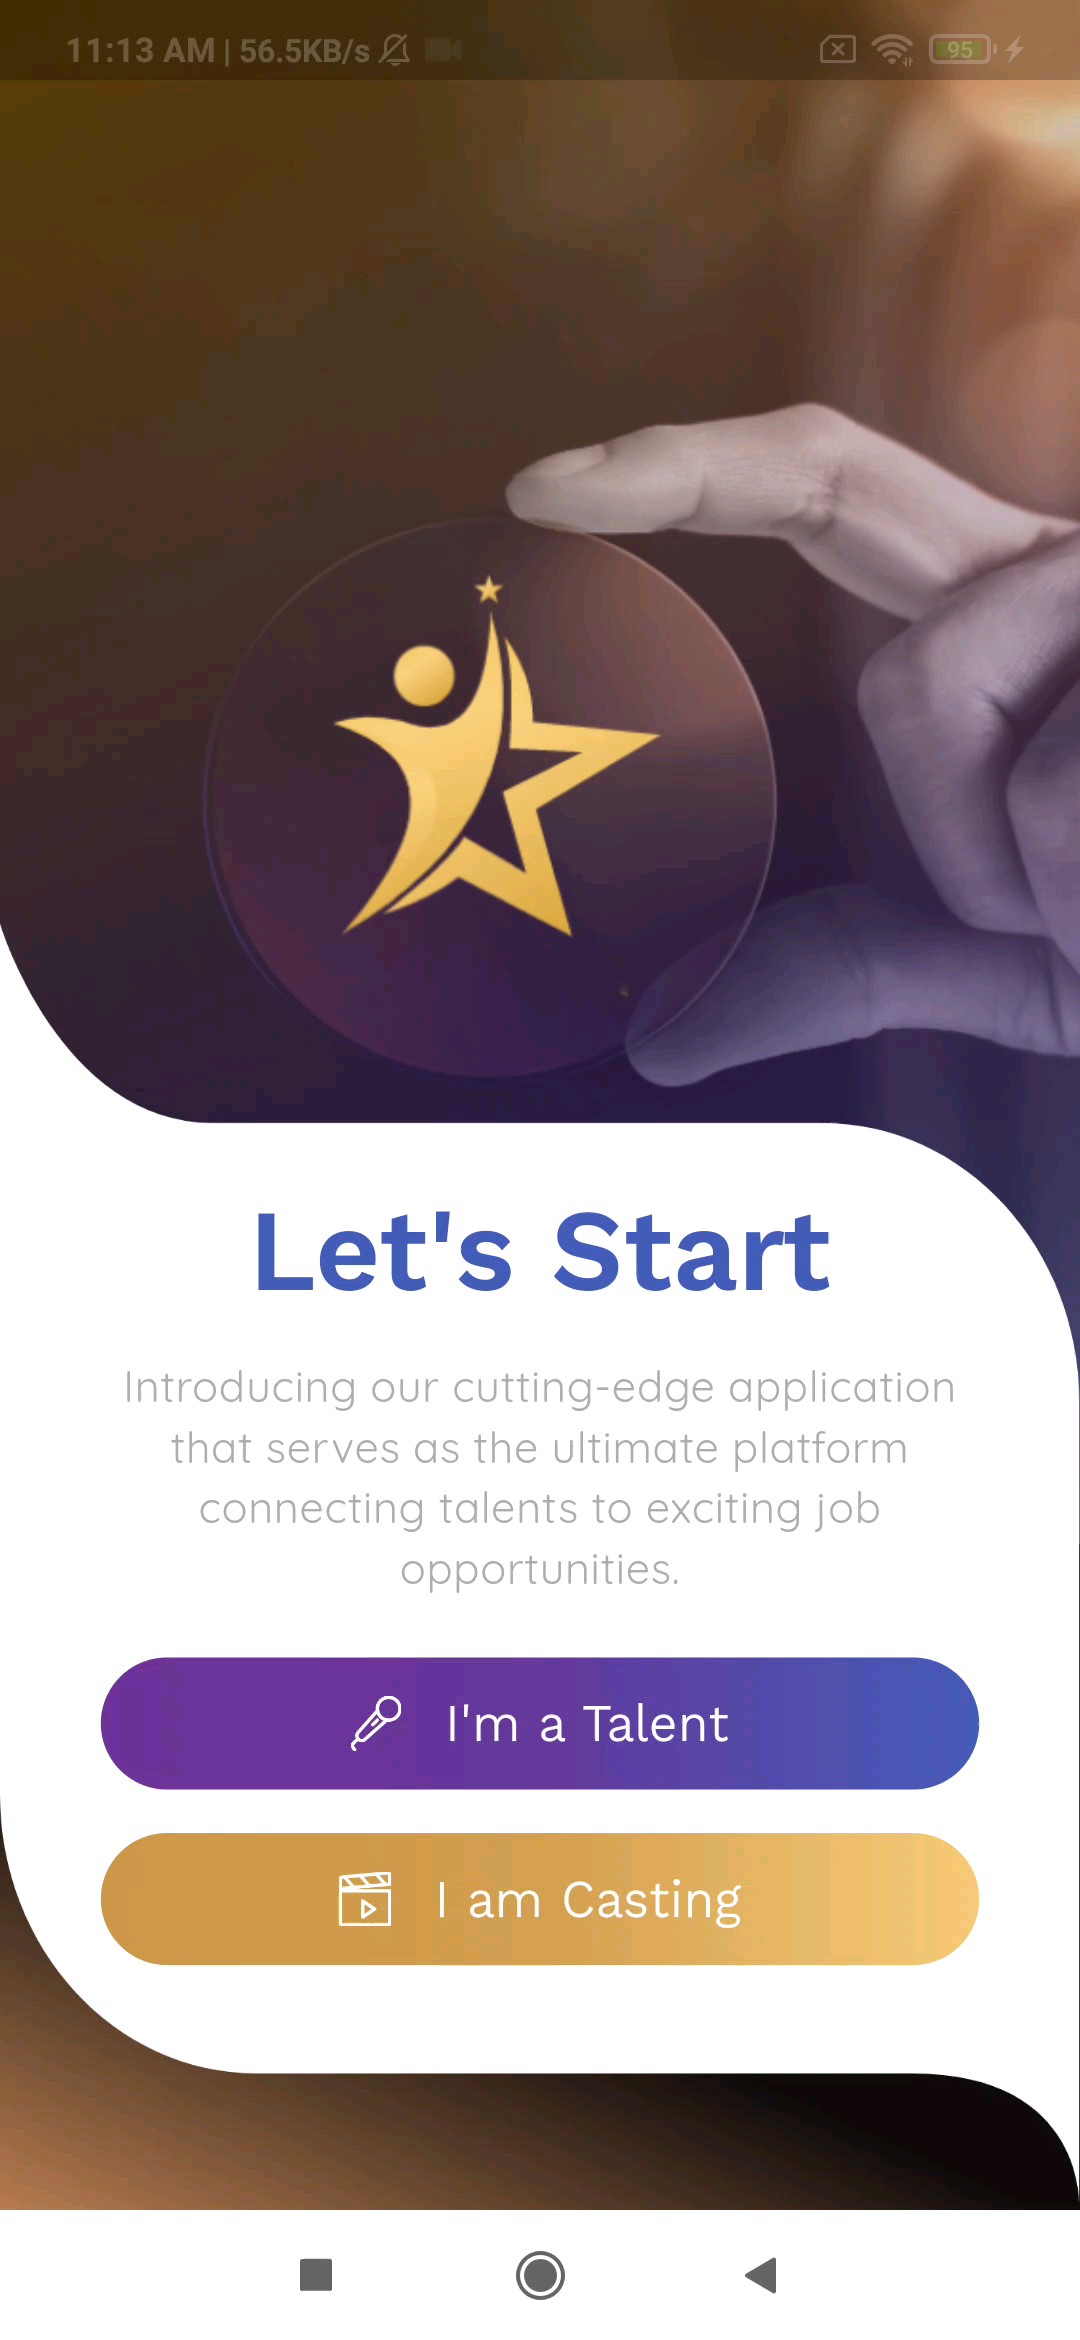 11:13 AM | 56.5KB/s
95
Let's Start
Introducing our cutting-edge application
that serves as the ultimate platform
connecting talents to exciting job
opportunities.
I'm a Talent
I am Casting